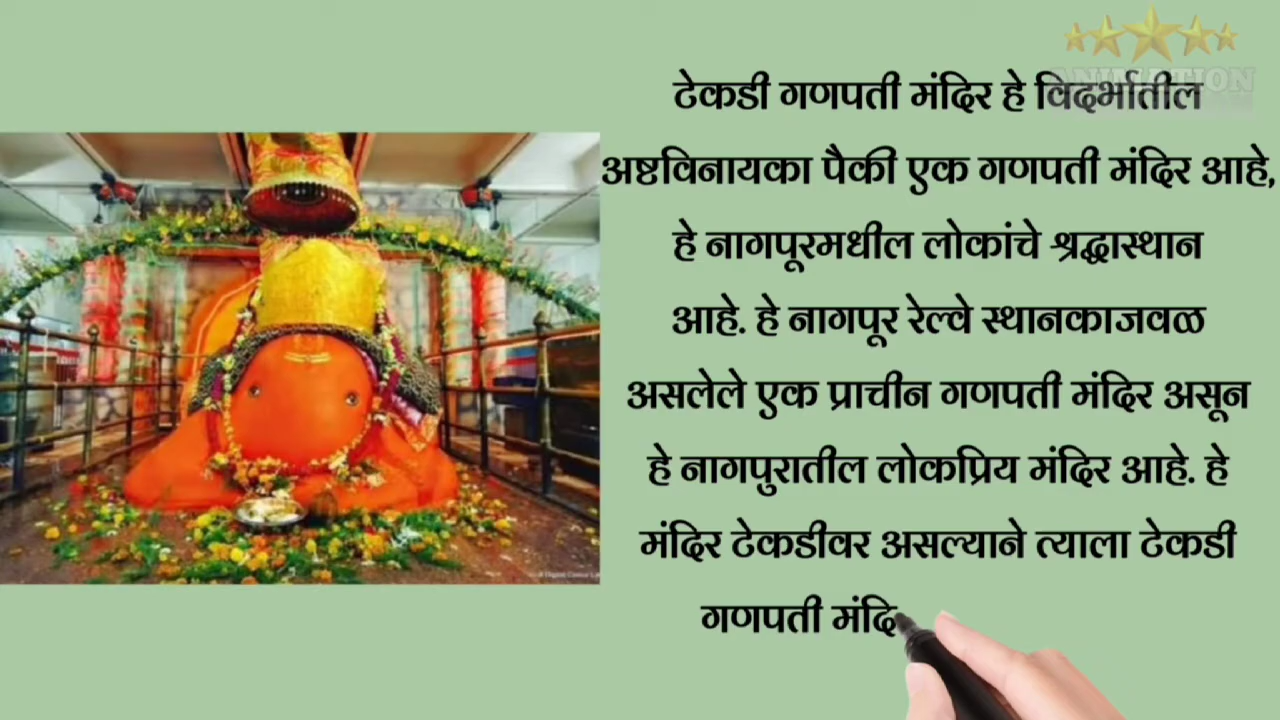 ANIMATION
टेकडी गणपती मंदिर हे विदर्भातील
अष्टविनायका पैकी एक गणपती मंदिर आहे,
हे नागपूरमधील लोकांचे श्रद्धास्थान
आहे. हे नागपूर रेल्वे स्थानकाजवळ
असलेले एक प्राचीन गणपती मंदिर असून
हे नागपुरातील लोकप्रिय मंदिर आहे. हे
मंदिर टेकडीवर असल्याने त्याला टेकडी
गणपती मंदि